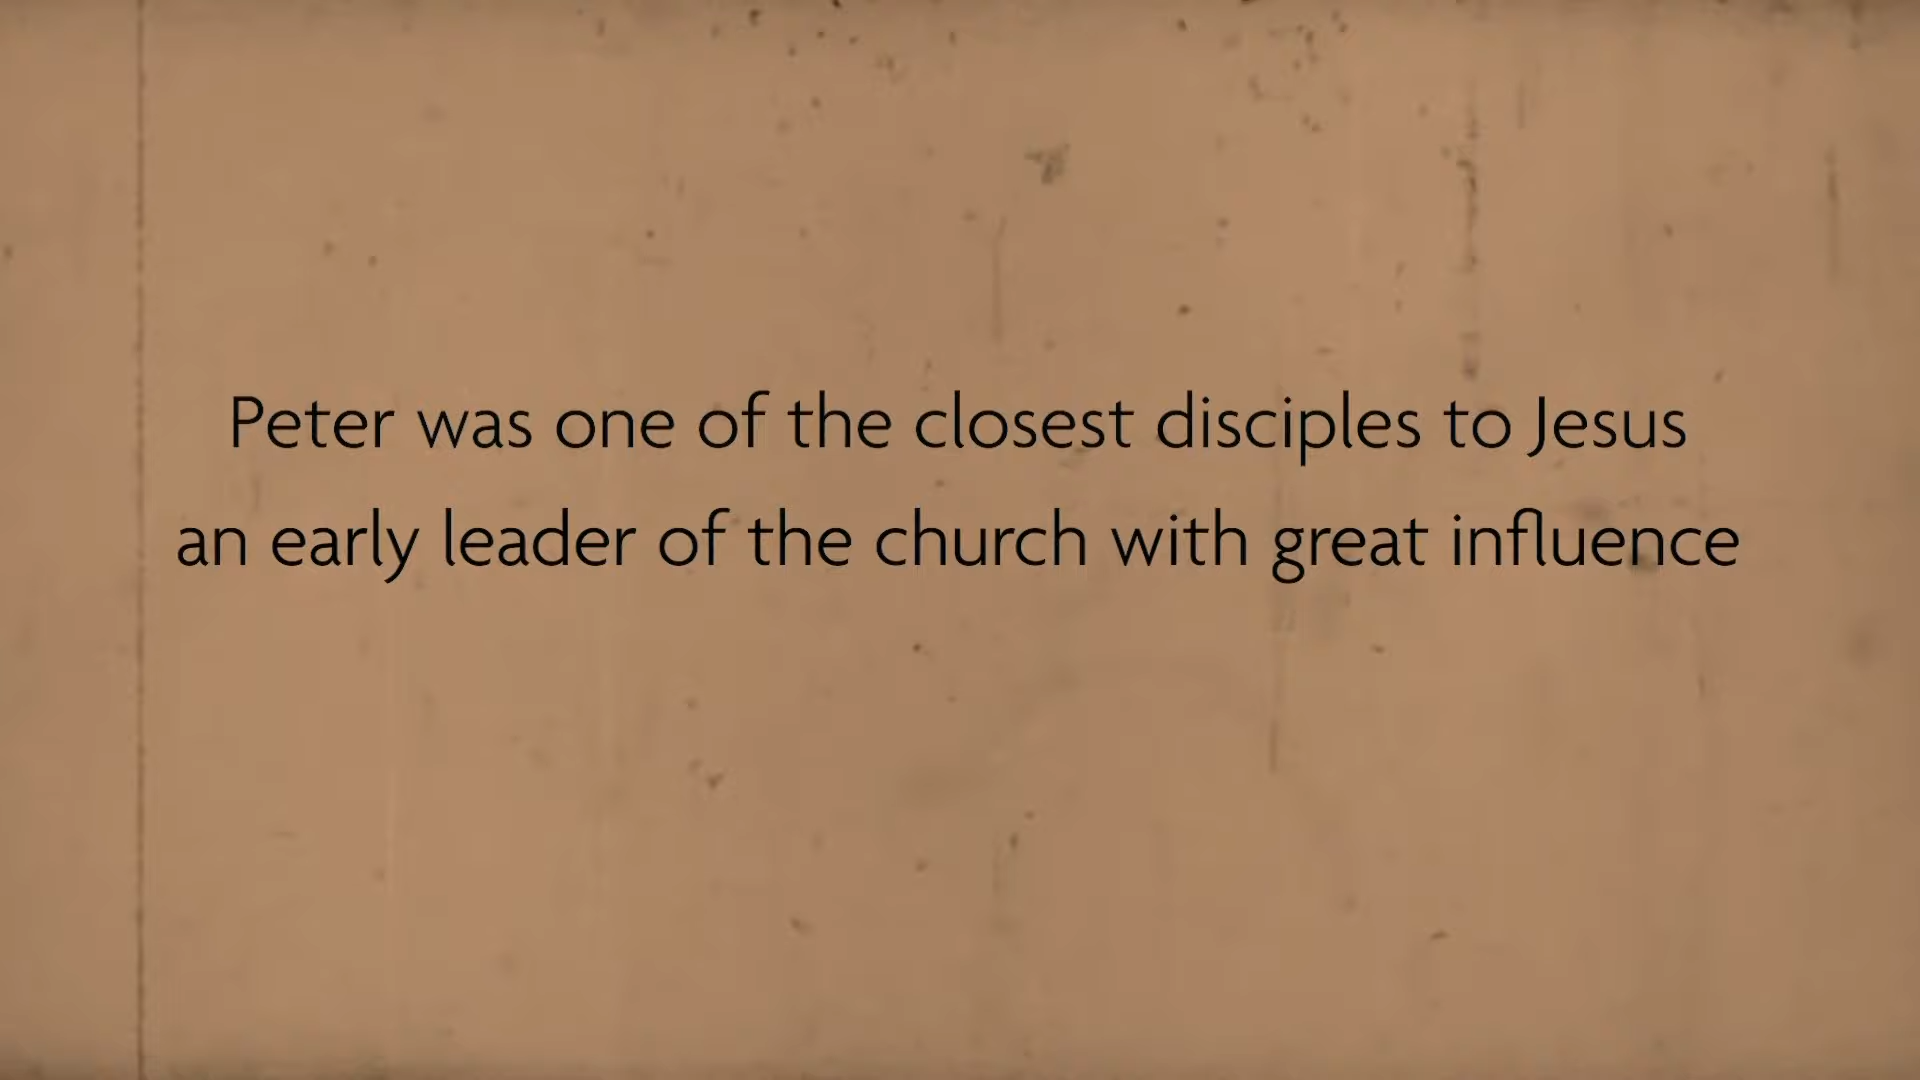 Peter was one of the closest disciples to Jesus
an early leader of the church with great influence